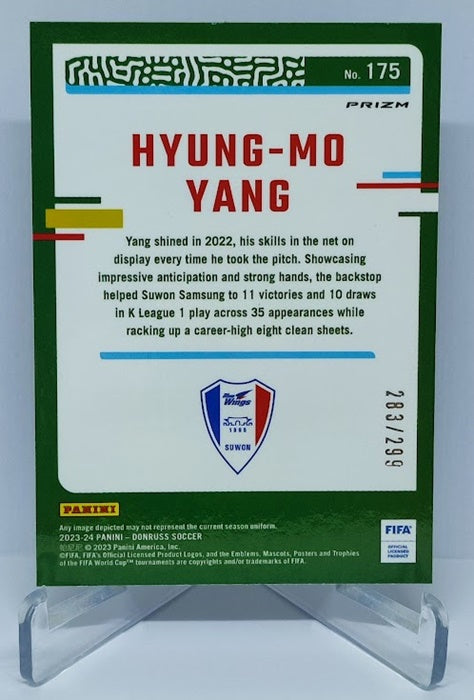 No. 175
PRIZM
HYUNG-MO
YANG
Yang shined in 2022, his skills in the net on
display every time he took the pitch. Showcasing
impressive anticipation and strong hands, the backstop
helped Suwon Samsung to 11 victories and 10 draws
in K League 1 play across 35 appearances while
racking up a career-high eight clean sheets.
Blue
Wings
1995
SUWON
283/299
PANINI
Any image depicted may not represent the current season uniform.
2023-24 PANINI – DONRUSS SOCCER
帕尼尼 © 2023 Panini America, Inc.
©FIFA, FIFA's Official Licensed Product Logos, and the Emblems, Mascots, Posters and Trophies
of the FIFA World Cup™ tournaments are copyrights and/or trademarks of FIFA.
FIFA
OFFICIAL
LICENSED
PRODUCT